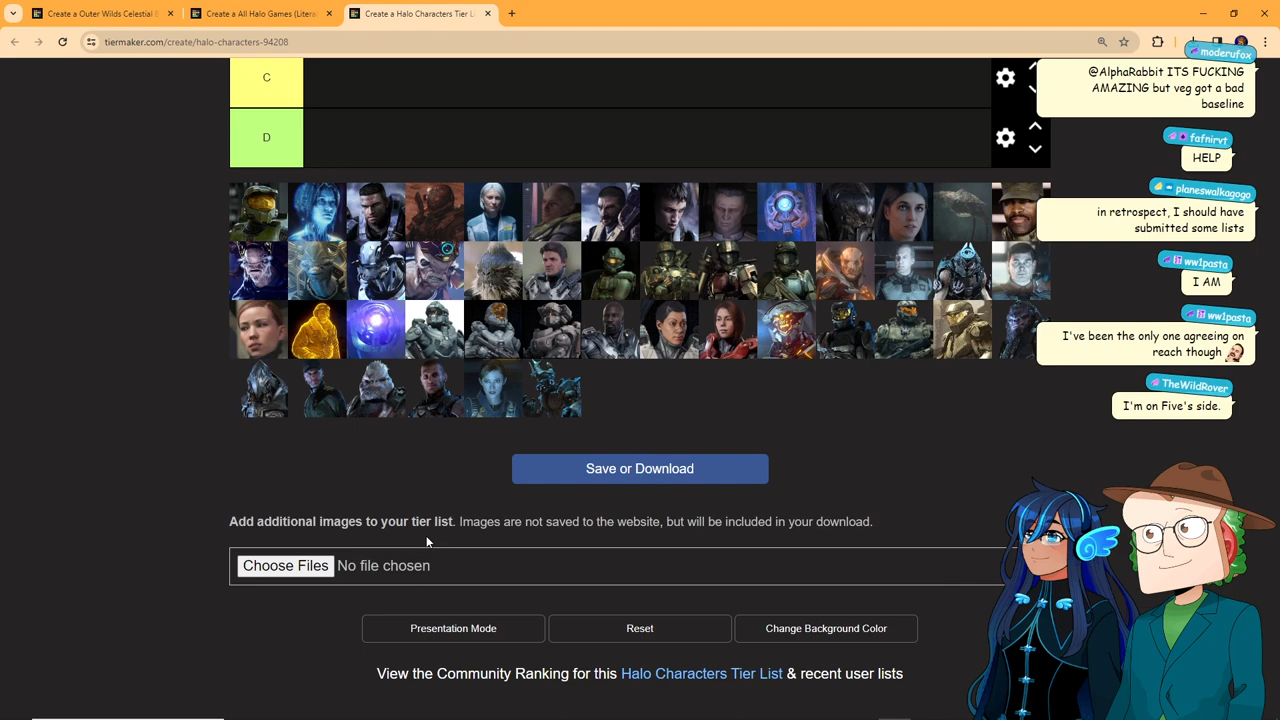 Create a Outer Wilds Celestial B
Create a All Halo Games (Litera
Create a Halo Characters Tier L
tiermaker.com/create/halo-characters-94208
C
D
Save or Download
Add additional images to your tier list. Images are not saved to the website, but will be included in your download.
Choose Files No file chosen
Presentation Mode
Reset
Change Background Color
View the Community Ranking for this Halo Characters Tier List & recent user lists
moderufox
@AlphaRabbit ITS FUCKING
AMAZING but veg got a bad
baseline
fafnirvt
HELP
planeswalkagogo
in retrospect, I should have
submitted some lists
ww1pasta
I AM
ww1pasta
I've been the only one agreeing on
reach though
TheWildRover
I'm on Five's side.